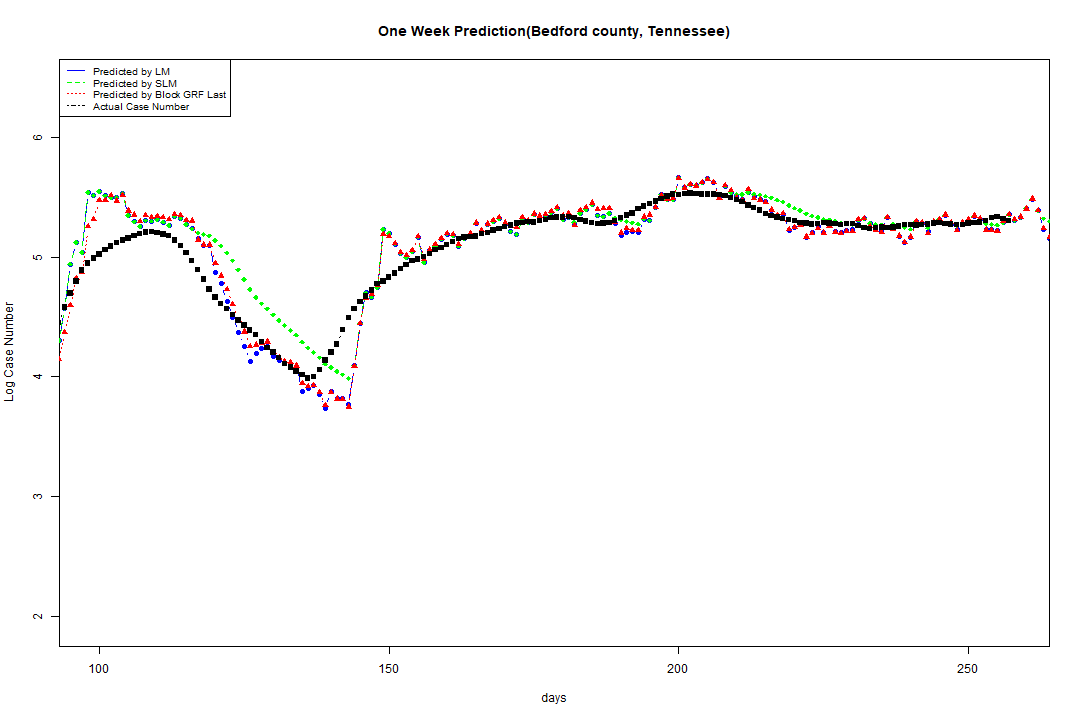 One Week Prediction(Bedford county, Tennessee)
Predicted by LM
Predicted by SLM
Predicted by Block GRF Last
Actual Case Number
6
5
4
3
2
Log Case Number
100 150 200 250
days